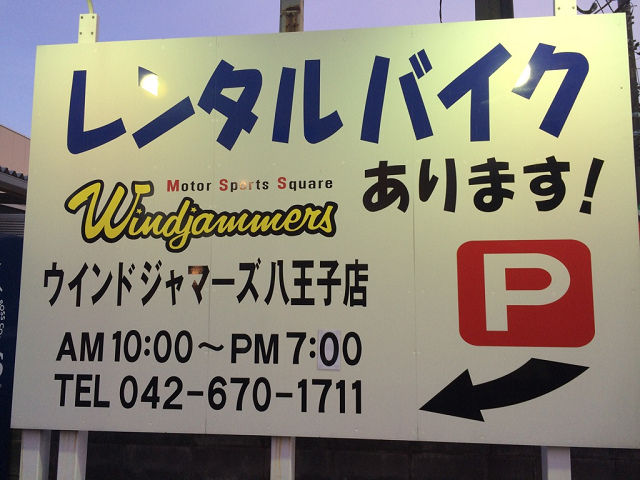 レンタルバイク
あります!
Motor Sports Square
Windjammers
ウインドジャマーズ八王子店
AM 10:00～PM 7:00
TEL 042-670-1711
P